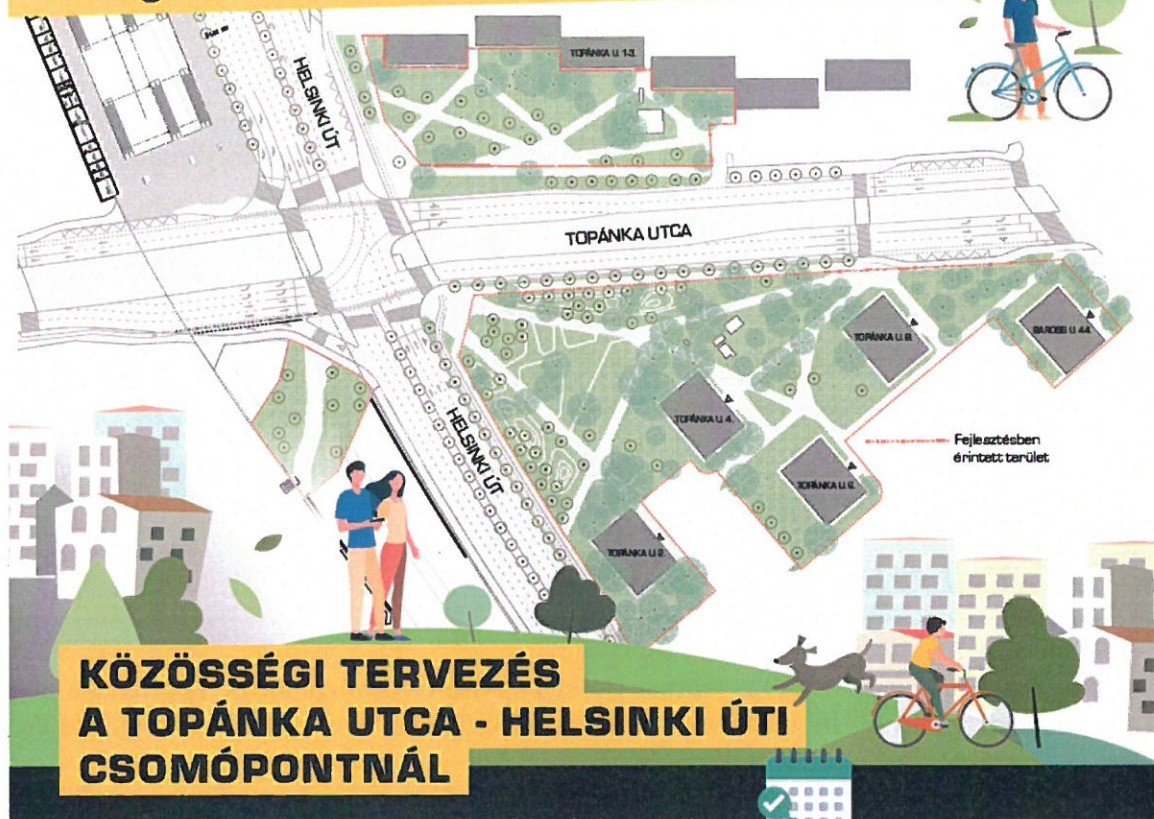 TOPÁNKA U. 1-3.
HELSINKI ÚT
TOPÁNKA UTCA
TOPÁNKA U. 8.
BAROSS U. 44.
TOPÁNKA U. 4.
HELSINKI ÚT
Fejlesztésben
érintett terület
TOPÁNKA U. 6.
TOPÁNKA U. 2.
KÖZÖSSÉGI TERVEZÉS
A TOPÁNKA UTCA - HELSINKI ÚTI
CSOMÓPONTNÁL